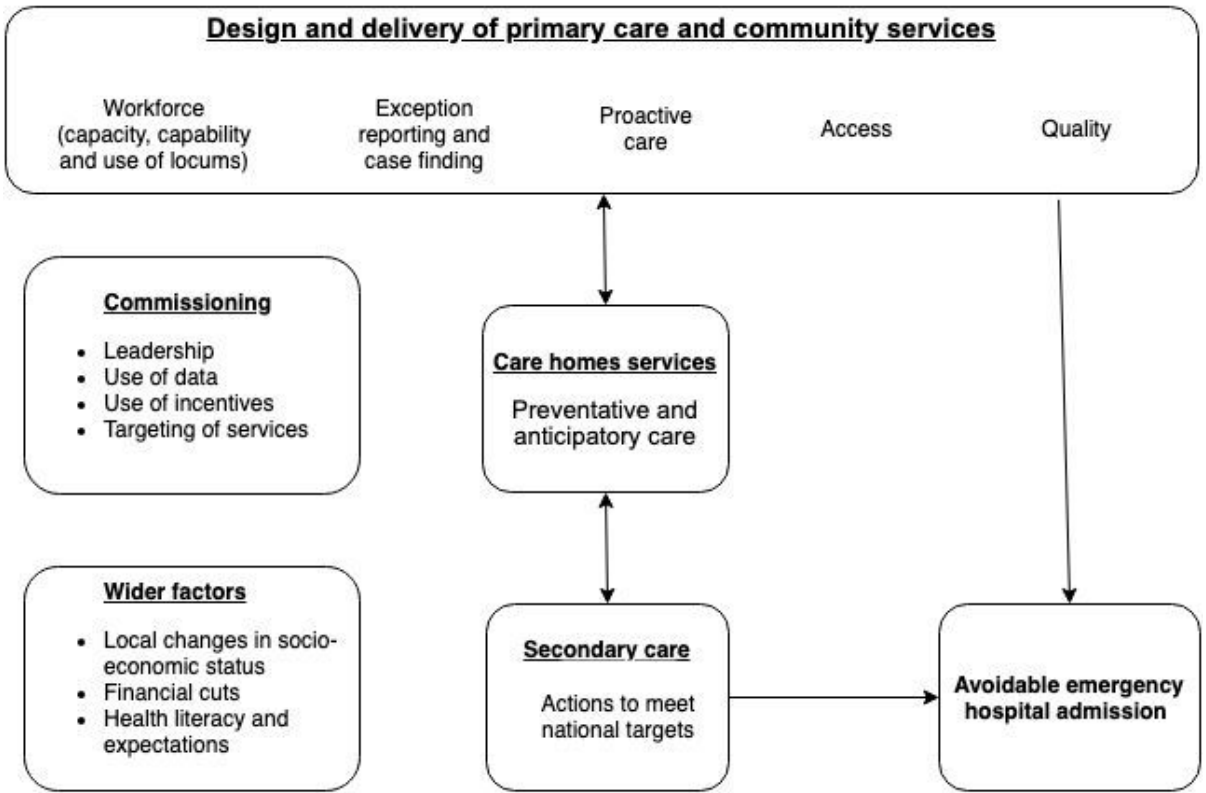 Design and delivery of primary care and community services
Workforce
(capacity, capability
and use of locums)
Exception
reporting and
case finding
Proactive
care
Access
Quality
Commissioning
• Leadership
• Use of data
• Use of incentives
• Targeting of services
Care homes services
Preventative and
anticipatory care
Wider factors
• Local changes in socio-
economic status
• Financial cuts
• Health literacy and
expectations
Secondary care
Actions to meet
national targets
Avoidable emergency
hospital admission